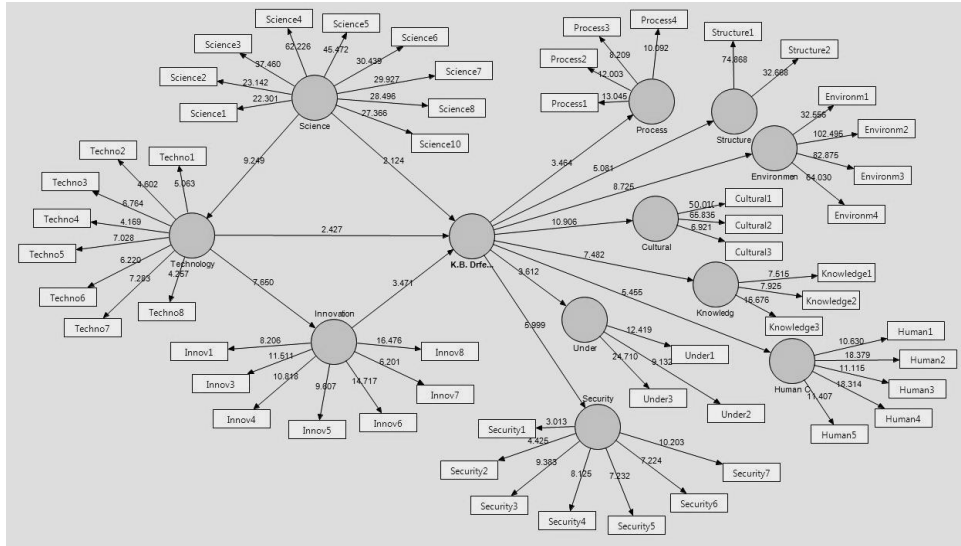 Science4
Science5
Science3
Science6
Science2
Science7
Science1
Science8
Science10
62.226
45.472
37.460
30.439
23.142
29.927
22.301
28.496
27.366
Science
9.249
2.124
Techno2
Techno1
Techno3
Techno4
Techno5
Techno6
Techno7
Techno8
4.602
5.063
6.764
4.169
7.028
6.220
7.283
4.257
Technology
2.427
7.650
3.471
Innovation
Innov1
Innov3
Innov4
Innov5
Innov6
Innov7
Innov8
8.206
11.511
10.818
9.607
14.717
6.201
16.476
K.B. Drfe...
3.464
5.081
8.725
10.906
7.482
5.455
3.612
5.999
Process3
Process4
Process2
Process1
8.209
10.092
12.003
13.045
Process
Structure1
Structure2
74.868
32.668
Structure
Environm1
Environm2
Environm3
Environm4
32.556
102.495
82.875
64.030
Environmen
Cultural1
Cultural2
Cultural3
50.010
65.836
6.921
Cultural
Knowledge1
Knowledge2
Knowledge3
7.515
7.925
16.676
Knowledg
Human1
Human2
Human3
Human4
Human5
10.630
18.379
11.115
18.314
11.407
Human C
Under1
Under2
Under3
12.419
9.132
24.710
Under
Security
Security1
Security2
Security3
Security4
Security5
Security6
Security7
3.013
4.425
9.383
8.125
7.232
7.224
10.203